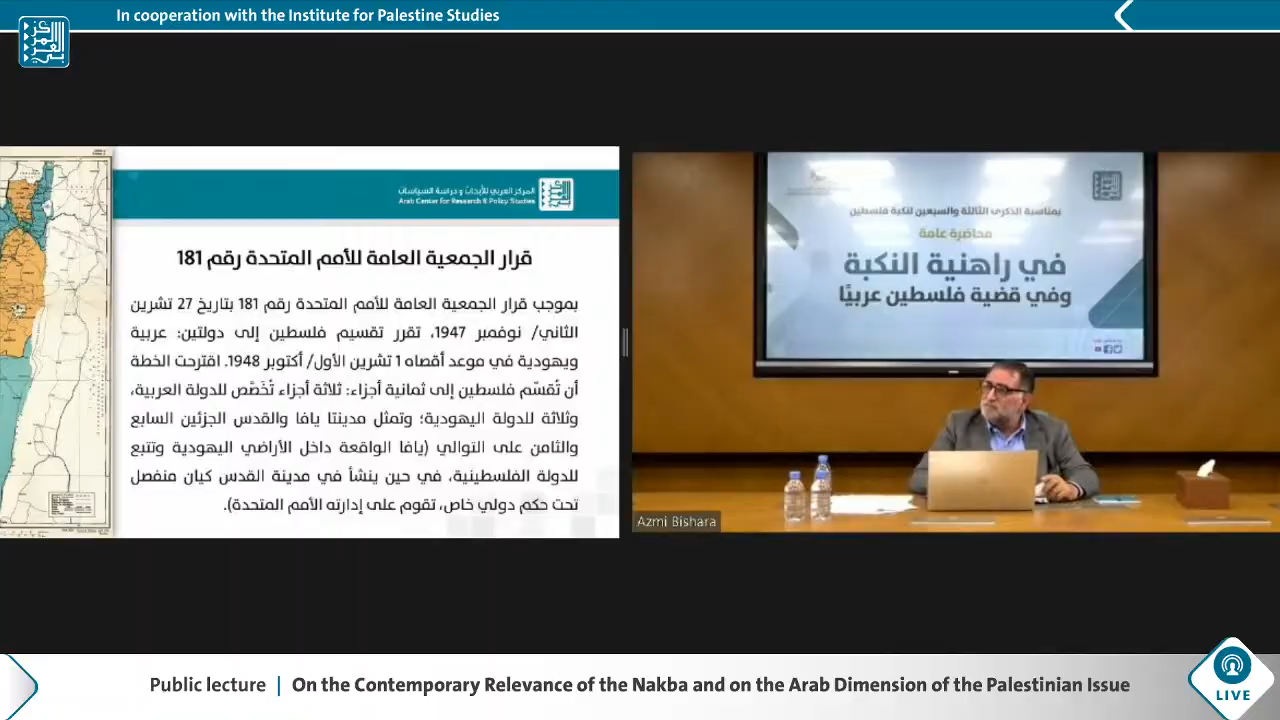 In cooperation with the Institute for Palestine Studies
المركز العربي للأبحاث ودراسة السياسات
Arab Center for Research & Policy Studies
قرار الجمعية العامة للأمم المتحدة رقم 181
بموجب قرار الجمعية العامة للأمم المتحدة رقم 181 بتاريخ 27 تشرين
الثاني/ نوفمبر 1947، تقرر تقسيم فلسطين إلى دولتين: عربية
ويهودية في موعد أقصاه 1 تشرين الأول/ أكتوبر 1948. اقترحت الخطة
أن تُقسّم فلسطين إلى ثمانية أجزاء: ثلاثة أجزاء تُخَصَّص للدولة العربية،
وثلاثة للدولة اليهودية؛ وتمثل مدينتا يافا والقدس الجزئين السابع
والثامن على التوالي (يافا الواقعة داخل الأراضي اليهودية وتتبع
للدولة الفلسطينية، في حين ينشأ في مدينة القدس كيان منفصل
تحت حكم دولي خاص، تقوم على إدارته الأمم المتحدة).
بمناسبة الذكرى الثالثة والسبعين لنكبة فلسطين
محاضرة عامة
في راهنية النكبة
وفي قضية فلسطين عربيًا
Azmi Bishara
Public lecture | On the Contemporary Relevance of the Nakba and on the Arab Dimension of the Palestinian Issue
LIVE